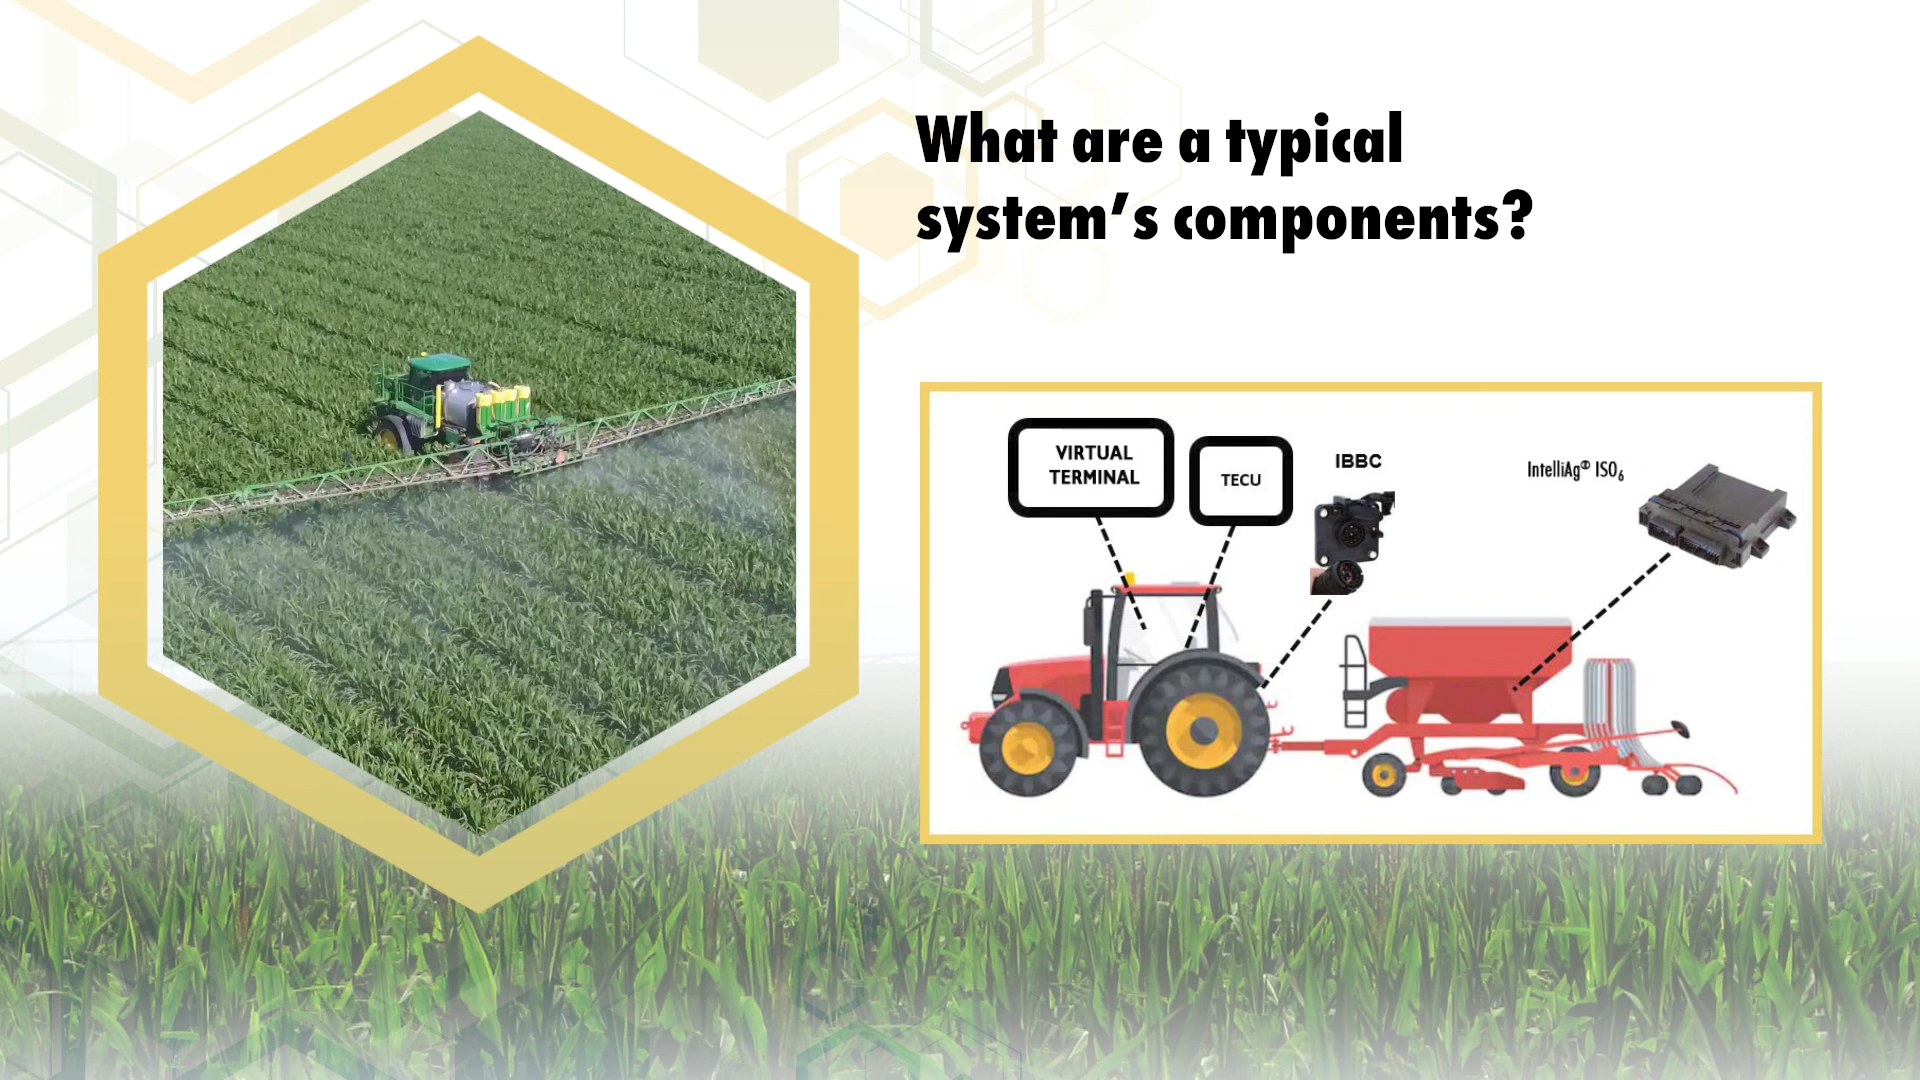 What are a typical
system’s components?
VIRTUAL
TERMINAL
TECU
IBBC
IntelliAg® ISO₆